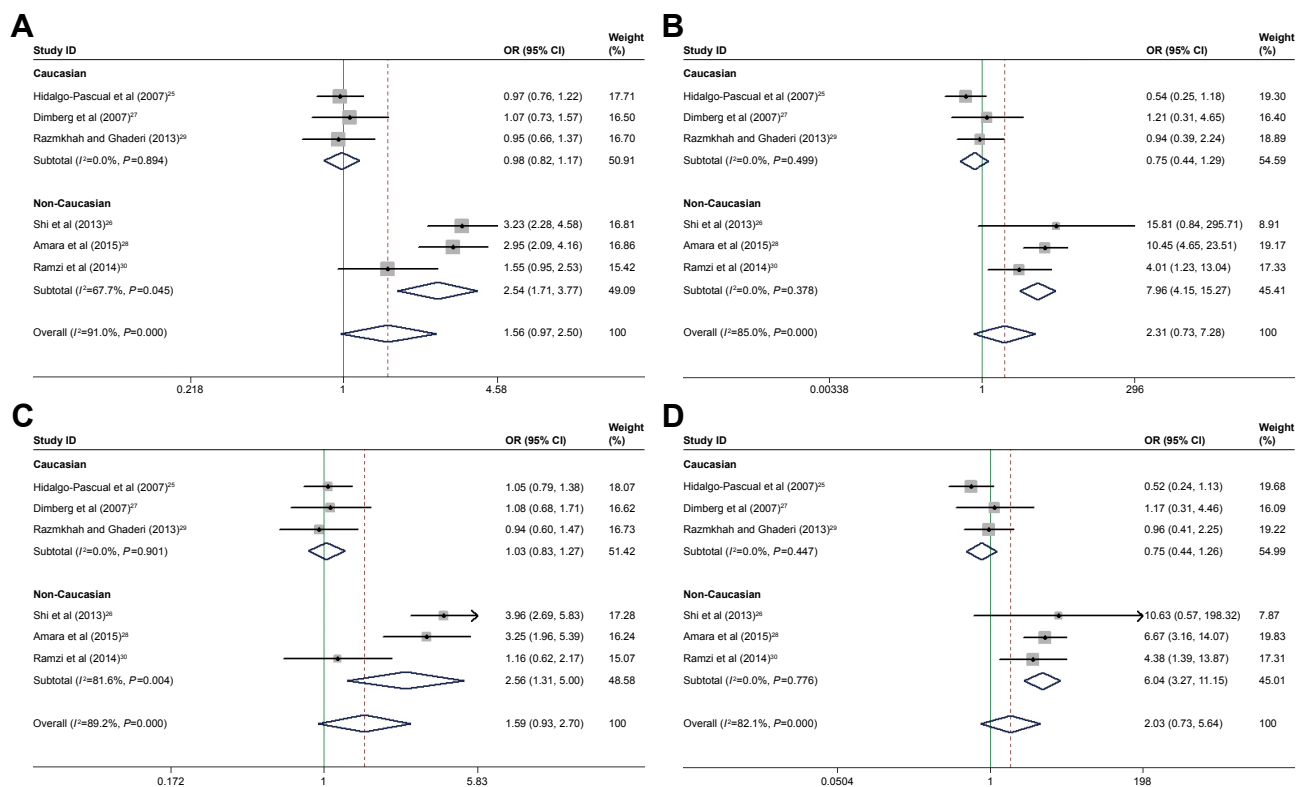 A
Study ID OR (95% CI) Weight (%)
Caucasian
Hidalgo-Pascual et al (2007)25 0.97 (0.76, 1.22) 17.71
Dimberg et al (2007)27 1.07 (0.73, 1.57) 16.50
Razmkhah and Ghaderi (2013)29 0.95 (0.66, 1.37) 16.70
Subtotal (I2=0.0%, P=0.894) 0.98 (0.82, 1.17) 50.91
Non-Caucasian
Shi et al (2013)26 3.23 (2.28, 4.58) 16.81
Amara et al (2015)28 2.95 (2.09, 4.16) 16.86
Ramzi et al (2014)30 1.55 (0.95, 2.53) 15.42
Subtotal (I2=67.7%, P=0.045) 2.54 (1.71, 3.77) 49.09
Overall (I2=91.0%, P=0.000) 1.56 (0.97, 2.50) 100
0.218 1 4.58
B
Study ID OR (95% CI) Weight (%)
Caucasian
Hidalgo-Pascual et al (2007)25 0.54 (0.25, 1.18) 19.30
Dimberg et al (2007)27 1.21 (0.31, 4.65) 16.40
Razmkhah and Ghaderi (2013)29 0.94 (0.39, 2.24) 18.89
Subtotal (I2=0.0%, P=0.499) 0.75 (0.44, 1.29) 54.59
Non-Caucasian
Shi et al (2013)26 15.81 (0.84, 295.71) 8.91
Amara et al (2015)28 10.45 (4.65, 23.51) 19.17
Ramzi et al (2014)30 4.01 (1.23, 13.04) 17.33
Subtotal (I2=0.0%, P=0.378) 7.96 (4.15, 15.27) 45.41
Overall (I2=85.0%, P=0.000) 2.31 (0.73, 7.28) 100
0.00338 1 296
C
Study ID OR (95% CI) Weight (%)
Caucasian
Hidalgo-Pascual et al (2007)25 1.05 (0.79, 1.38) 18.07
Dimberg et al (2007)27 1.08 (0.68, 1.71) 16.62
Razmkhah and Ghaderi (2013)29 0.94 (0.60, 1.47) 16.73
Subtotal (I2=0.0%, P=0.901) 1.03 (0.83, 1.27) 51.42
Non-Caucasian
Shi et al (2013)26 3.96 (2.69, 5.83) 17.28
Amara et al (2015)28 3.25 (1.96, 5.39) 16.24
Ramzi et al (2014)30 1.16 (0.62, 2.17) 15.07
Subtotal (I2=81.6%, P=0.004) 2.56 (1.31, 5.00) 48.58
Overall (I2=89.2%, P=0.000) 1.59 (0.93, 2.70) 100
0.172 1 5.83
D
Study ID OR (95% CI) Weight (%)
Caucasian
Hidalgo-Pascual et al (2007)25 0.52 (0.24, 1.13) 19.68
Dimberg et al (2007)27 1.17 (0.31, 4.46) 16.09
Razmkhah and Ghaderi (2013)29 0.96 (0.41, 2.25) 19.22
Subtotal (I2=0.0%, P=0.447) 0.75 (0.44, 1.26) 54.99
Non-Caucasian
Shi et al (2013)26 10.63 (0.57, 198.32) 7.87
Amara et al (2015)28 6.67 (3.16, 14.07) 19.83
Ramzi et al (2014)30 4.38 (1.39, 13.87) 17.31
Subtotal (I2=0.0%, P=0.776) 6.04 (3.27, 11.15) 45.01
Overall (I2=82.1%, P=0.000) 2.03 (0.73, 5.64) 100
0.0504 1 198